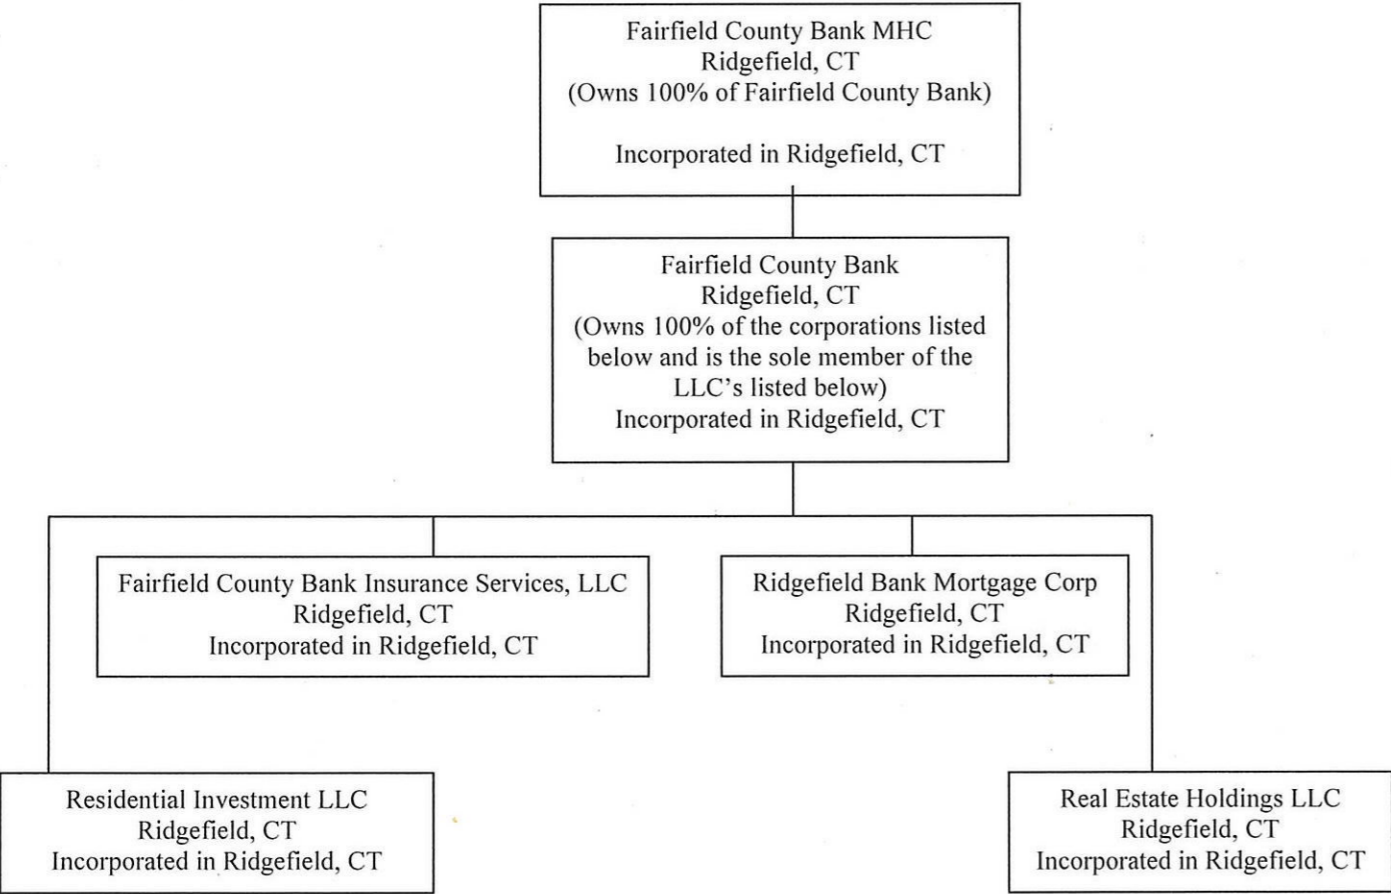 Fairfield County Bank MHC
Ridgefield, CT
(Owns 100% of Fairfield County Bank)
Incorporated in Ridgefield, CT
Fairfield County Bank
Ridgefield, CT
(Owns 100% of the corporations listed
below and is the sole member of the
LLC's listed below)
Incorporated in Ridgefield, CT
Fairfield County Bank Insurance Services, LLC
Ridgefield, CT
Incorporated in Ridgefield, CT
Ridgefield Bank Mortgage Corp
Ridgefield, CT
Incorporated in Ridgefield, CT
Residential Investment LLC
Ridgefield, CT
Incorporated in Ridgefield, CT
Real Estate Holdings LLC
Ridgefield, CT
Incorporated in Ridgefield, CT